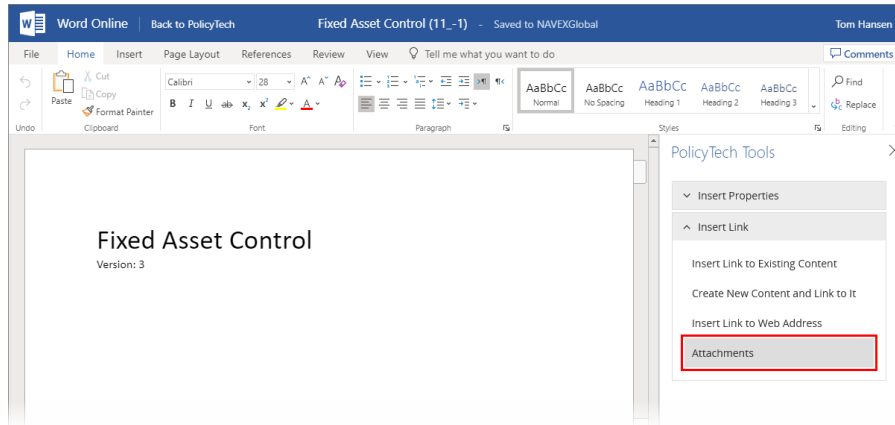 Word Online Back to PolicyTech Fixed Asset Control (11_-1) - Saved to NAVEXGlobal Tom Hansen
File Home Insert Page Layout References Review View Tell me what you want to do Comments
Cut
Copy
Format Painter
Paste
Calibri 28
B I U ab x₂ x²
AaBbCc AaBbCc AaBbCc AaBbCc AaBbCc
Normal No Spacing Heading 1 Heading 2 Heading 3
Find
Replace
Undo Clipboard Font Paragraph Styles Editing
PolicyTech Tools
Insert Properties
Insert Link
Insert Link to Existing Content
Create New Content and Link to It
Insert Link to Web Address
Attachments
Fixed Asset Control
Version: 3